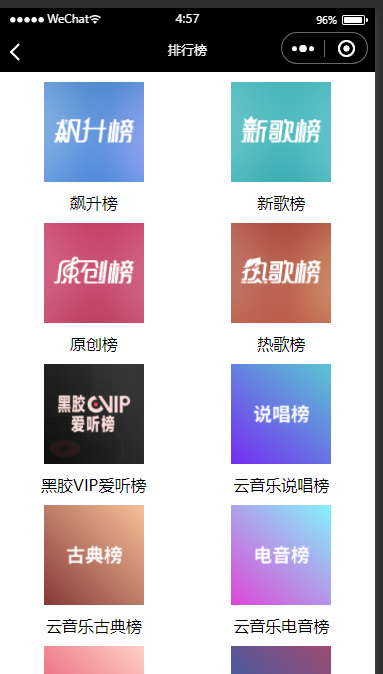 WeChat 4:57 96%
排行榜
飙升榜 新歌榜
飙升榜 新歌榜
原创榜 热歌榜
原创榜 热歌榜
黑胶VIP 说唱榜
爱听榜
黑胶VIP爱听榜 云音乐说唱榜
古典榜 电音榜
云音乐古典榜 云音乐电音榜